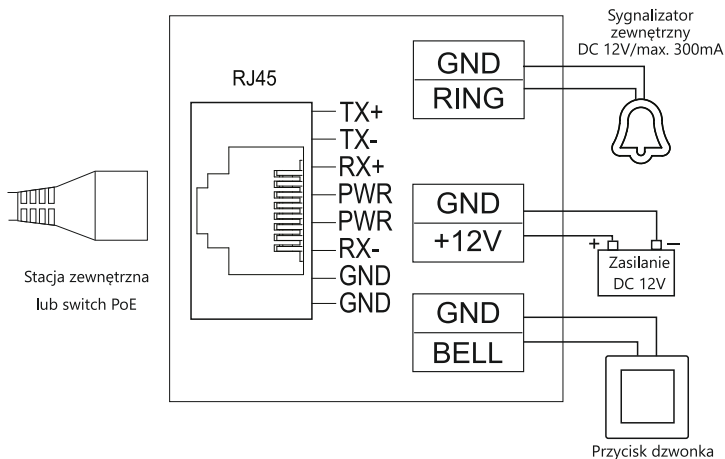 Sygnalizator
zewnętrzny
DC 12V/max. 300mA
RJ45
GND
RING
TX+
TX-
RX+
PWR
PWR
RX-
GND
GND
GND
+12V
+ −
Zasilanie
DC 12V
Stacja zewnętrzna
lub switch PoE
GND
BELL
Przycisk dzwonka